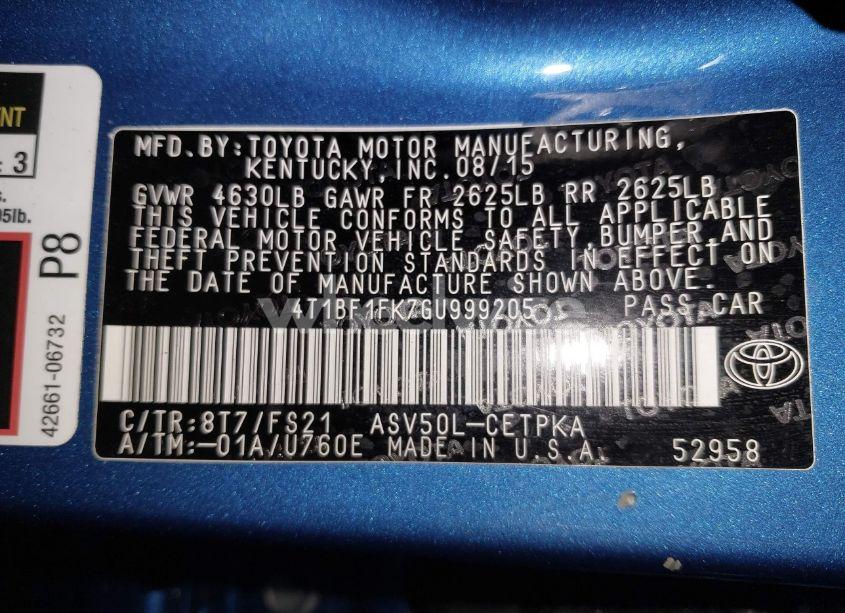 NT
: 3
s.
05lb.
P8
42661-06732
MFD.BY:TOYOTA MOTOR MANUFACTURING,
KENTUCKY,INC.08/15
GVWR 4630LB GAWR FR 2625LB RR 2625LB
THIS VEHICLE CONFORMS TO ALL APPLICABLE
FEDERAL MOTOR VEHICLE SAFETY,BUMPER,AND
THEFT PREVENTION STANDARDS IN EFFECT ON
THE DATE OF MANUFACTURE SHOWN ABOVE.
4T1BF1FK7GU999205 PASS CAR
C/TR:8T7/FS21 ASV50L-CETPKA
A/TM:-01A/U760E MADE IN U.S.A. 52958